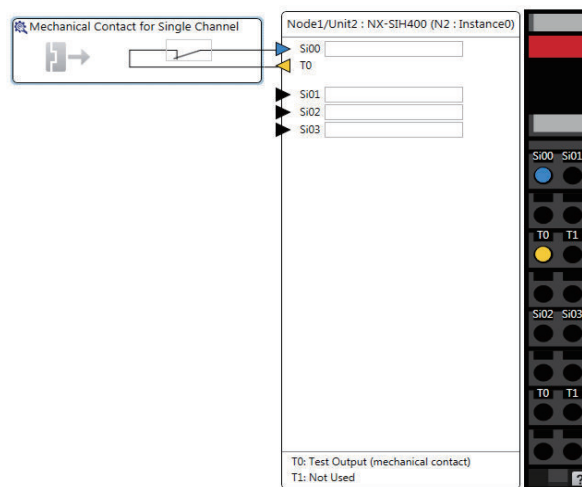 Mechanical Contact for Single Channel
Node1/Unit2 : NX-SIH400 (N2 : Instance0)
Si00
T0
Si01
Si02
Si03
T0: Test Output (mechanical contact)
T1: Not Used
Si00 Si01
T0 T1
Si02 Si03
T0 T1
?